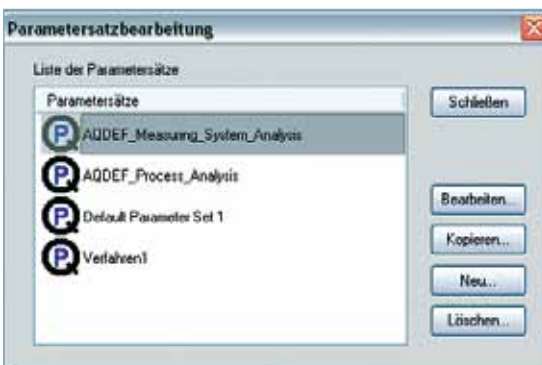 Parametersatzbearbeitung
Liste der Parametersätze
Parametersätze
AQDEF_Measuring_System_Analysis
AQDEF_Process_Analysis
Default Parameter Set 1
Verfahren1
Schließen
Bearbeiten...
Kopieren...
Neu...
Löschen...